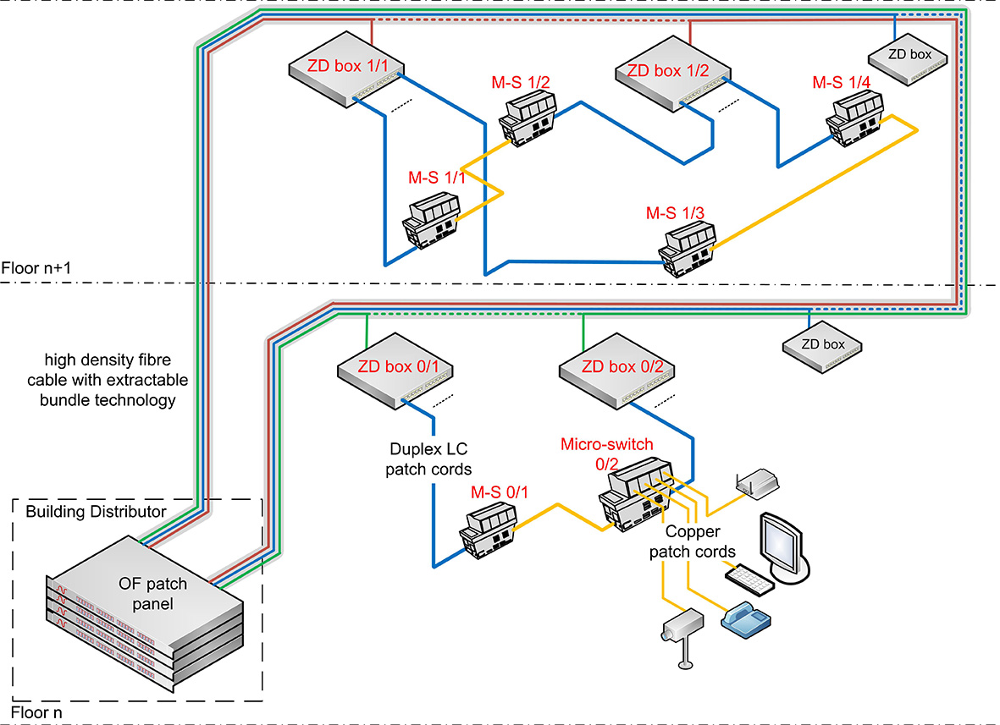 ZD box 1/1
ZD box 1/2
ZD box
M-S 1/2
M-S 1/4
M-S 1/1
M-S 1/3
Floor n+1
high density fibre
cable with extractable
bundle technology
ZD box 0/1
ZD box 0/2
ZD box
Duplex LC
patch cords
Micro-switch
0/2
M-S 0/1
Building Distributor
Copper
patch cords
OF patch
panel
Floor n